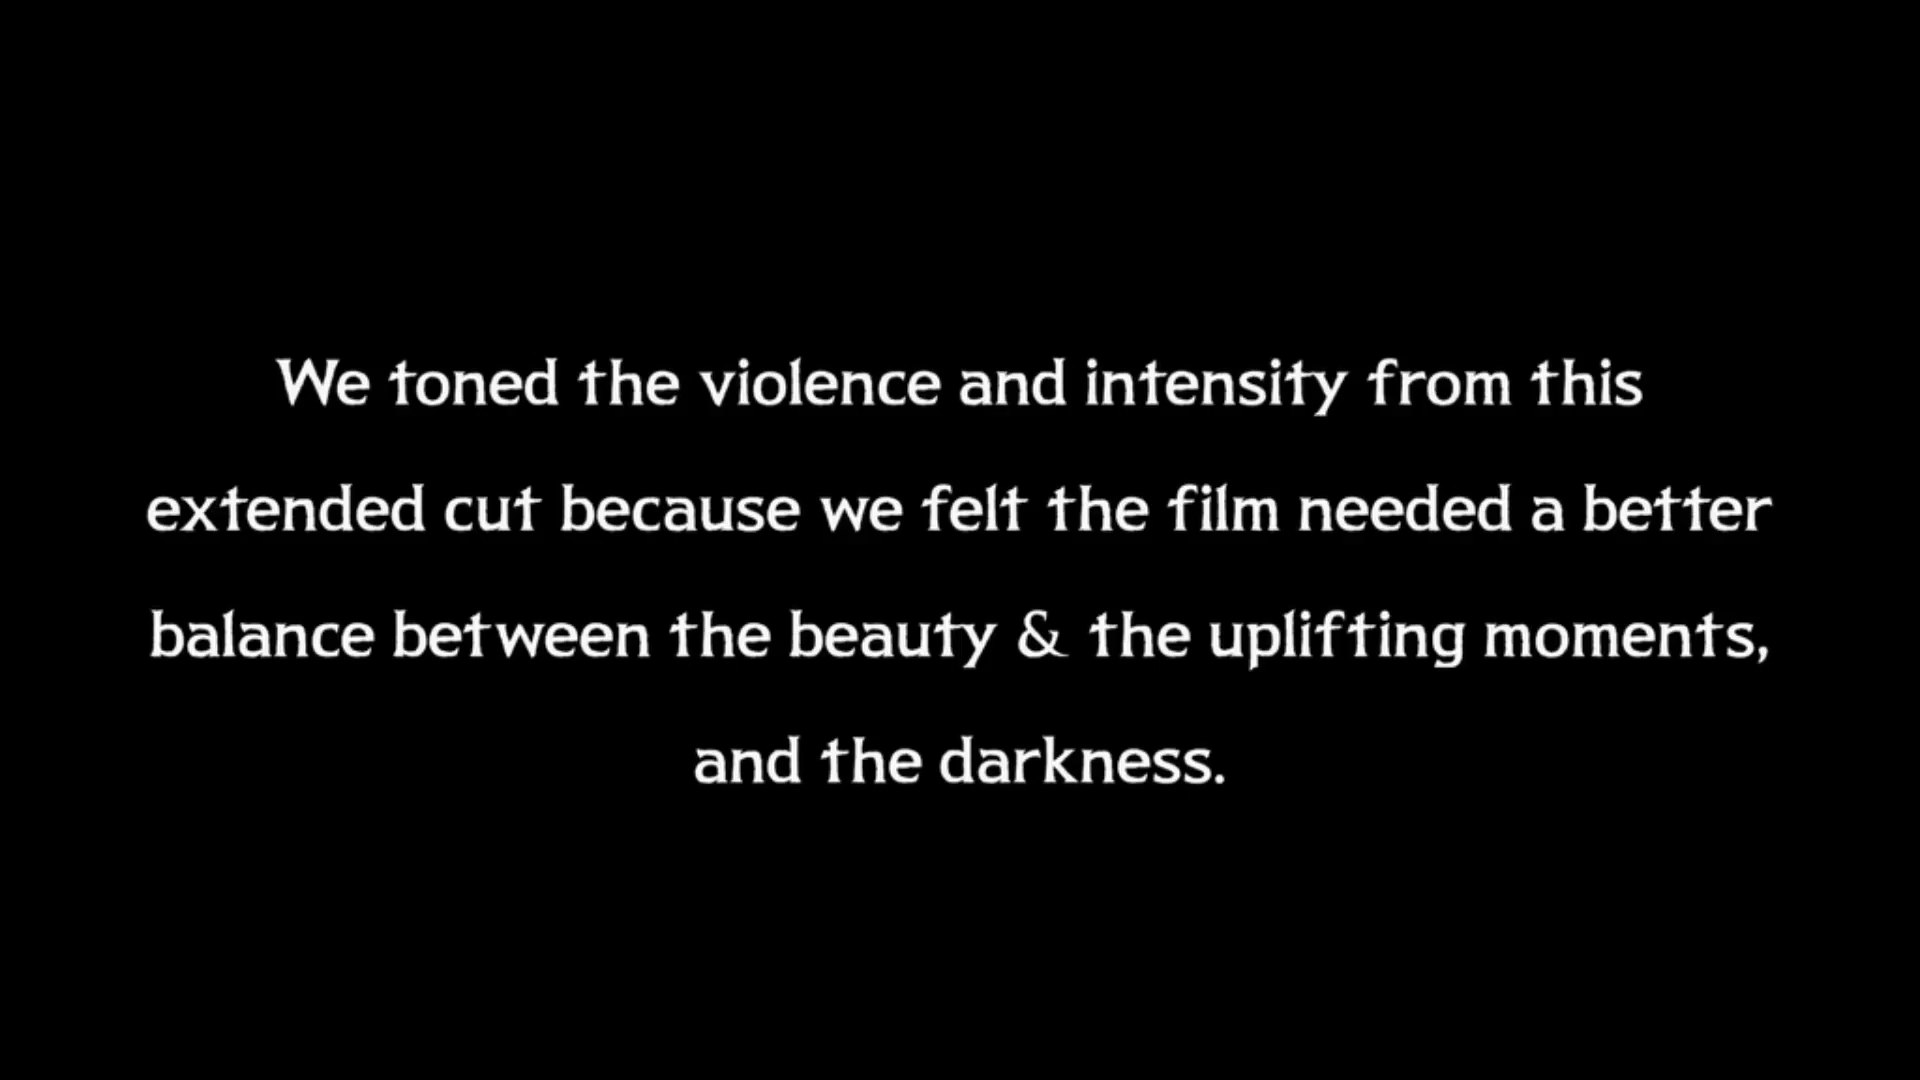 We toned the violence and intensity from this
extended cut because we felt the film needed a better
balance between the beauty & the uplifting moments,
and the darkness.